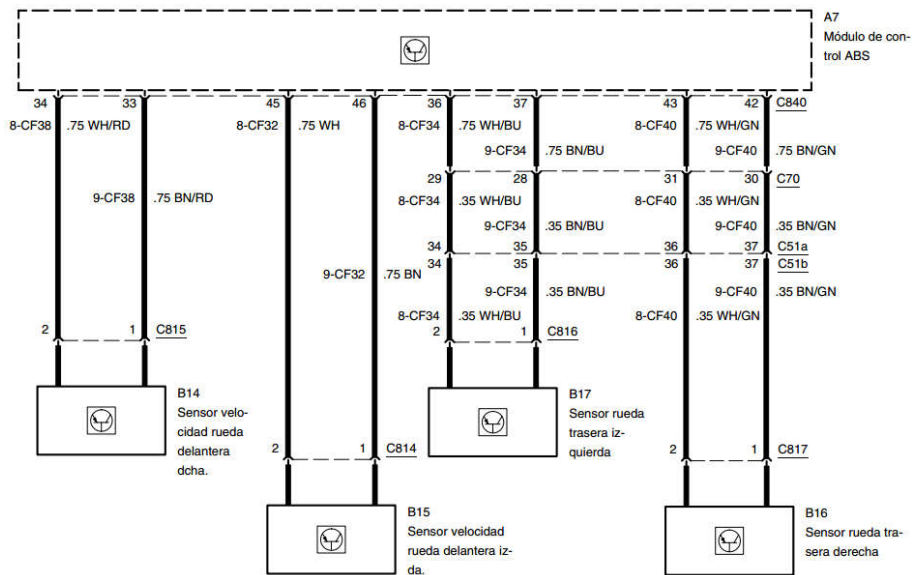 A7
Módulo de con-
trol ABS
34 33 45 46 36 37 43 42 C840
8-CF38 .75 WH/RD 8-CF32 .75 WH 8-CF34 .75 WH/BU 8-CF40 .75 WH/GN
9-CF34 .75 BN/BU 9-CF40 .75 BN/GN
29 28 31 30 C70
9-CF38 .75 BN/RD 8-CF34 .35 WH/BU 8-CF40 .35 WH/GN
9-CF34 .35 BN/BU 9-CF40 .35 BN/GN
34 35 36 37 C51a
34 35 36 37 C51b
9-CF32 .75 BN
9-CF34 .35 BN/BU 9-CF40 .35 BN/GN
8-CF34 .35 WH/BU 8-CF40 .35 WH/GN
2 1 C815 2 1 C816
B14
Sensor velo-
cidad rueda
delantera
dcha.
B17
Sensor rueda
trasera iz-
quierda
2 1 C814 2 1 C817
B15
Sensor velocidad
rueda delantera iz-
da.
B16
Sensor rueda tra-
sera derecha